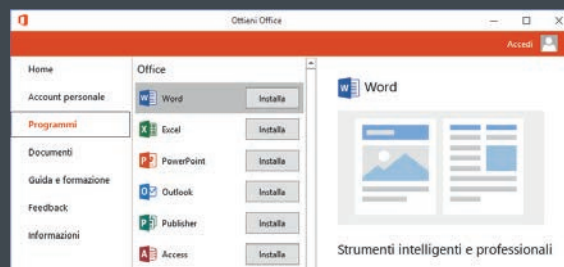 Ottieni Office
Accedi
Home
Account personale
Programmi
Documenti
Guida e formazione
Feedback
Informazioni
Office
Word Installa
Excel Installa
PowerPoint Installa
Outlook Installa
Publisher Installa
Access Installa
Word
Strumenti intelligenti e professionali